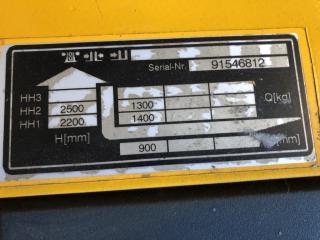 Serial-Nr. 91546812
HH3
HH2 2500 1300 Q[kg]
HH1 2200 1400
H[mm] 900